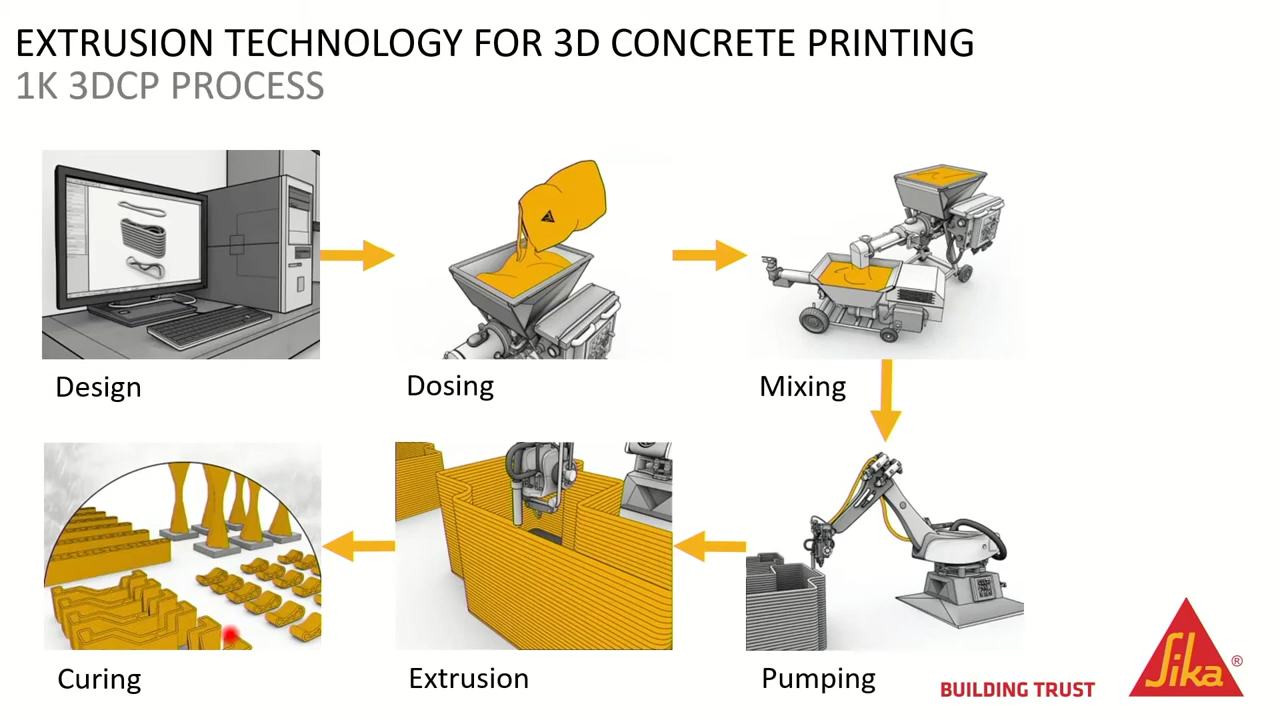 EXTRUSION TECHNOLOGY FOR 3D CONCRETE PRINTING
1K 3DCP PROCESS
Design
Dosing
Mixing
Curing
Extrusion
Pumping
BUILDING TRUST
Sika®